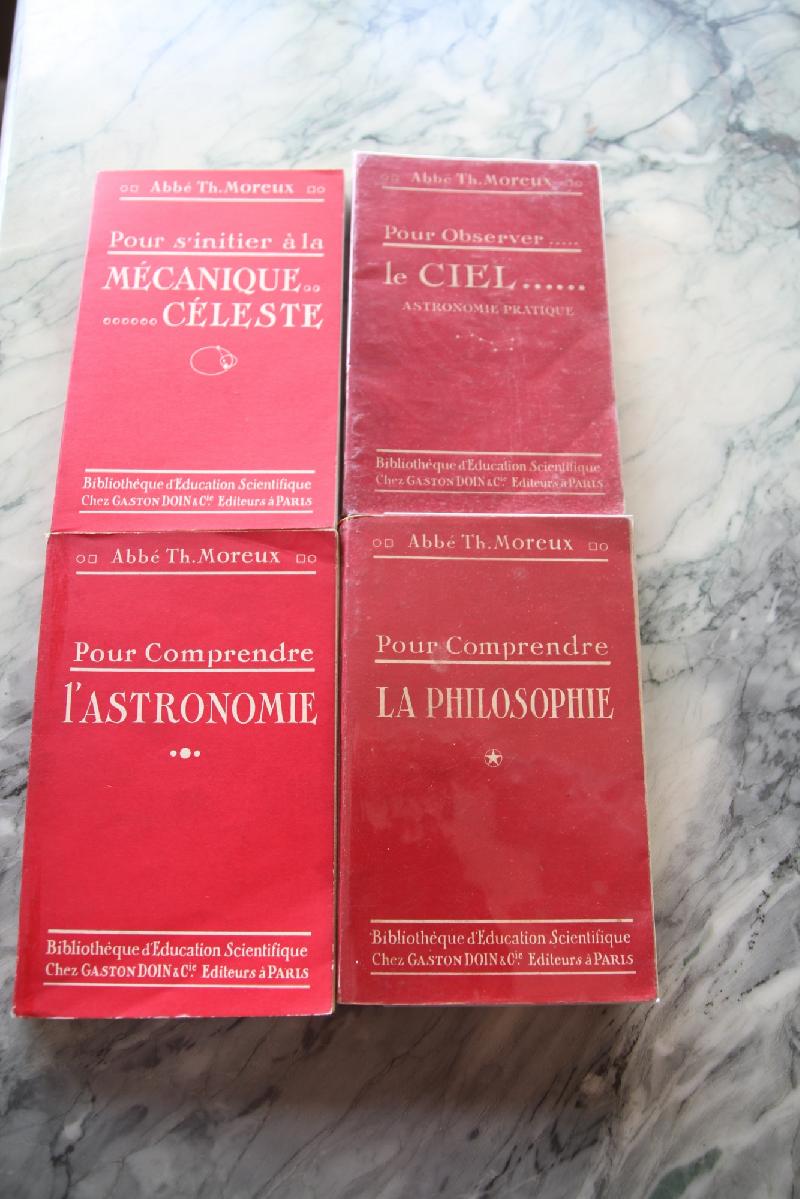 Abbé Th. Moreux
Pour s'initier à la
MÉCANIQUE..
...... CÉLESTE
Bibliothèque d'Education Scientifique
Chez GASTON DOIN & Cie. Editeurs à PARIS
Abbé Th. Moreux
Pour Observer .....
le CIEL ......
ASTRONOMIE PRATIQUE
Bibliothèque d'Education Scientifique
Chez GASTON DOIN & Cie. Editeurs à PARIS
Abbé Th. Moreux
Pour Comprendre
l'ASTRONOMIE
Bibliothèque d'Education Scientifique
Chez GASTON DOIN & Cie. Editeurs à PARIS
Abbé Th. Moreux
Pour Comprendre
LA PHILOSOPHIE
Bibliothèque d'Education Scientifique
Chez GASTON DOIN & Cie. Editeurs à PARIS